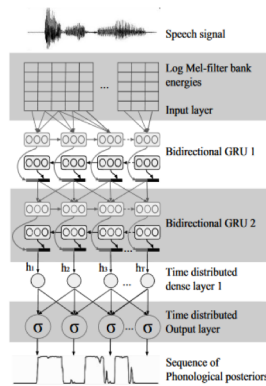 Speech signal
Log Mel-filter bank
energies
...
Input layer
Bidirectional GRU 1
Bidirectional GRU 2
...
h₁ h₂ h₃ hT
Time distributed
dense layer 1
...
Time distributed
Output layer
σ σ σ ... σ
Sequence of
Phonological posteriors